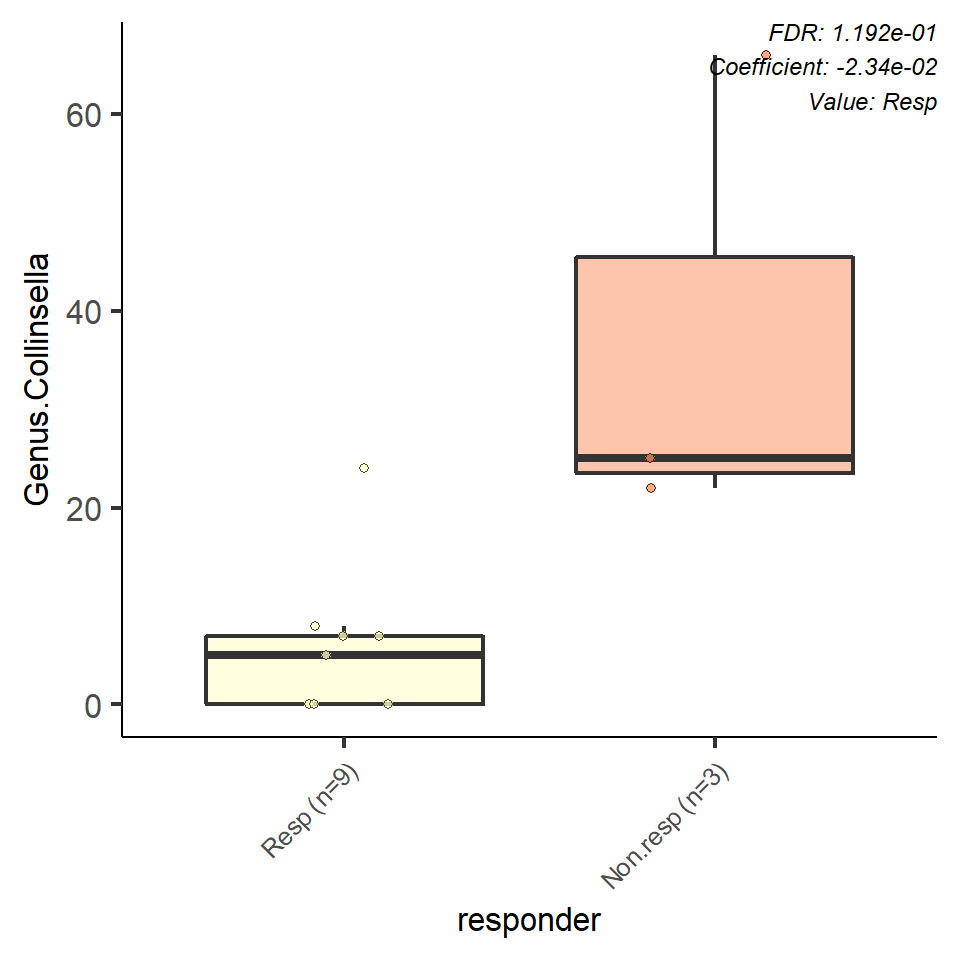 FDR: 1.192e-01
Coefficient: -2.34e-02
Value: Resp
60
40
20
0
Genus.Collinsella
Resp (n=9)
Non.resp (n=3)
responder